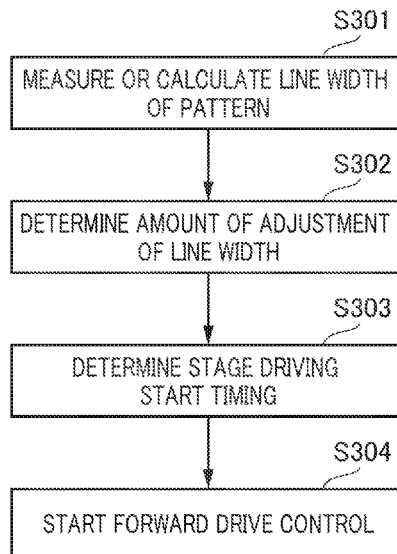 S301
MEASURE OR CALCULATE LINE WIDTH
OF PATTERN
S302
DETERMINE AMOUNT OF ADJUSTMENT
OF LINE WIDTH
S303
DETERMINE STAGE DRIVING
START TIMING
S304
START FORWARD DRIVE CONTROL